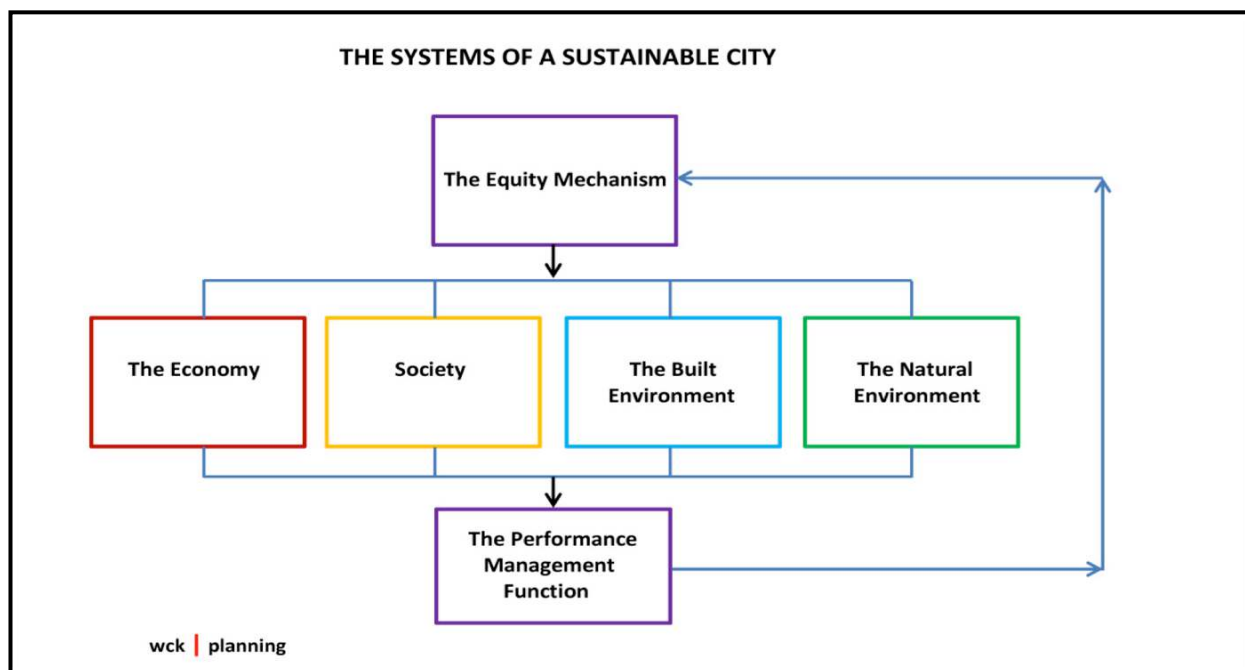 THE SYSTEMS OF A SUSTAINABLE CITY
The Equity Mechanism
The Economy
Society
The Built
Environment
The Natural
Environment
The Performance
Management
Function
wck | planning